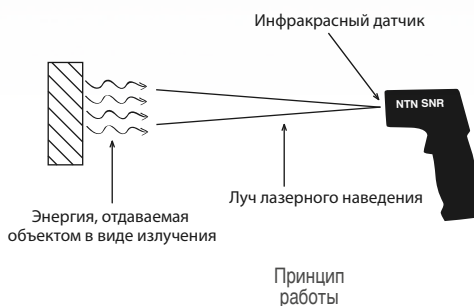 Инфракрасный датчик
NTN SNR
Луч лазерного наведения
Энергия, отдаваемая
объектом в виде излучения
Принцип
работы